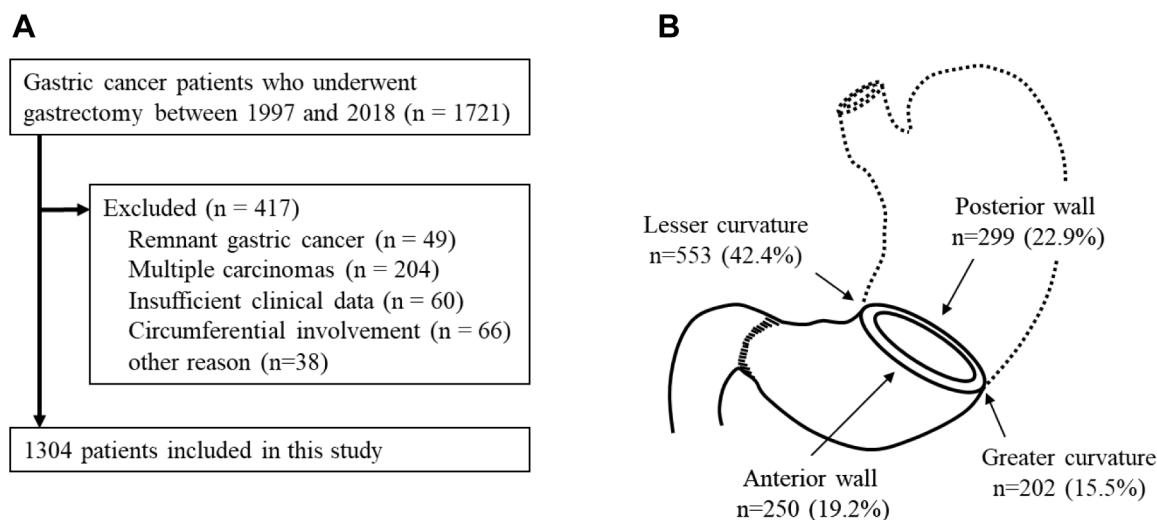 A
Gastric cancer patients who underwent
gastrectomy between 1997 and 2018 (n = 1721)
Excluded (n = 417)
Remnant gastric cancer (n = 49)
Multiple carcinomas (n = 204)
Insufficient clinical data (n = 60)
Circumferential involvement (n = 66)
other reason (n=38)
1304 patients included in this study
B
Lesser curvature
n=553 (42.4%)
Posterior wall
n=299 (22.9%)
Anterior wall
n=250 (19.2%)
Greater curvature
n=202 (15.5%)